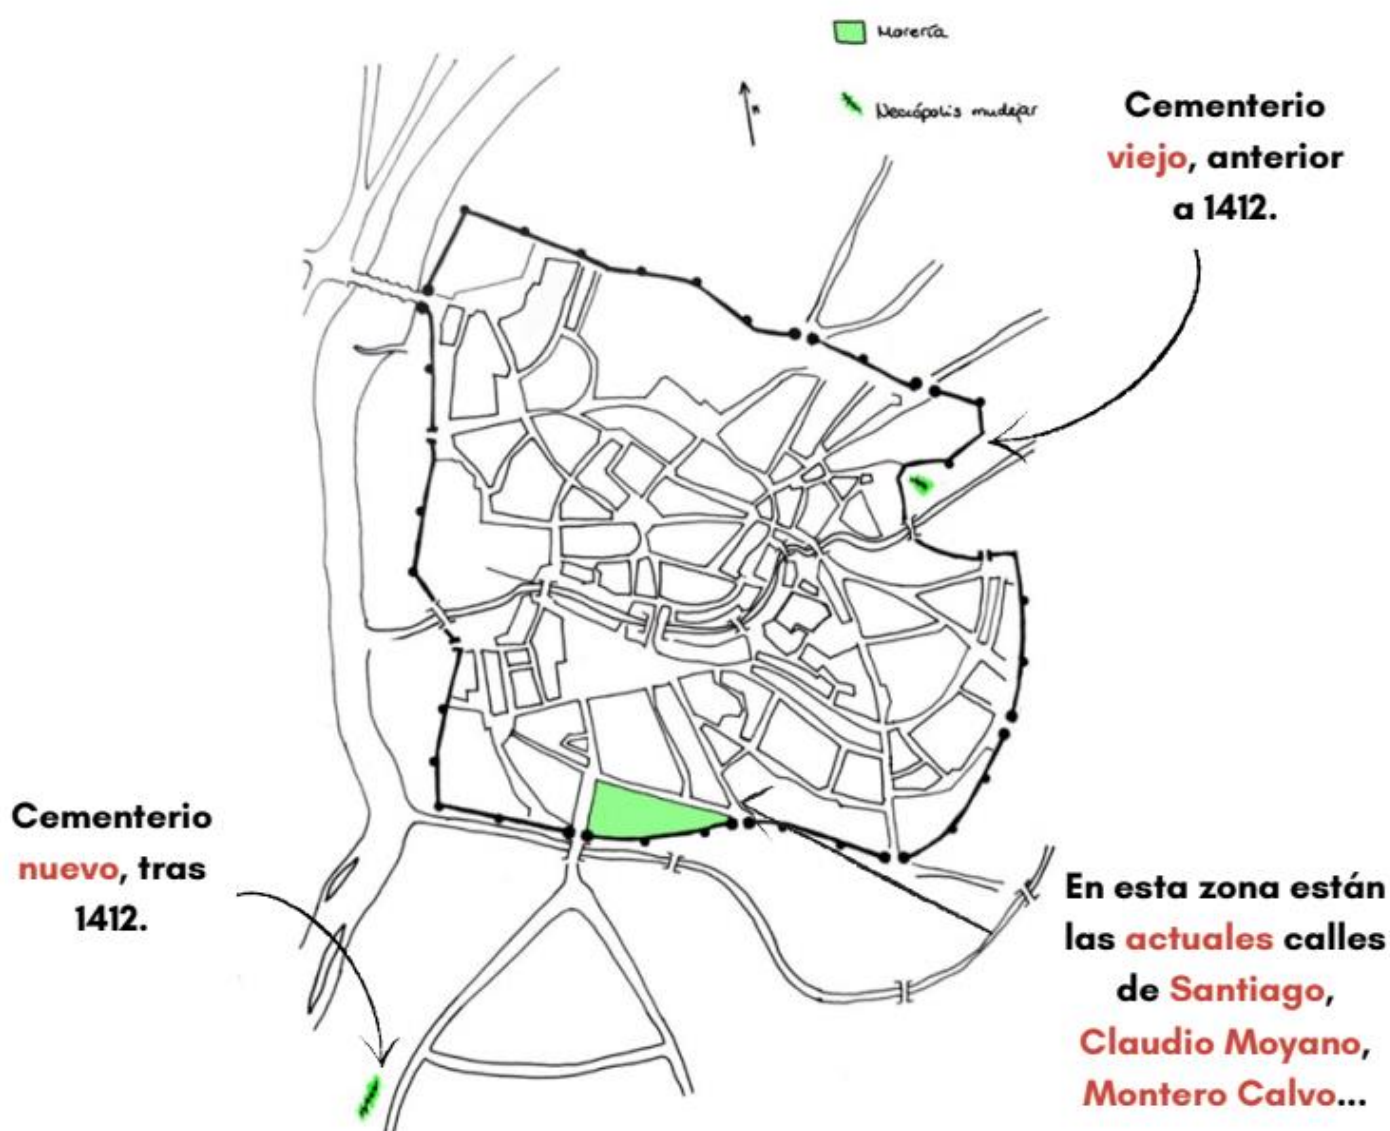 Morería
N
Necrópolis mudejar
Cementerio
viejo, anterior
a 1412.
Cementerio
nuevo, tras
1412.
En esta zona están
las actuales calles
de Santiago,
Claudio Moyano,
Montero Calvo...